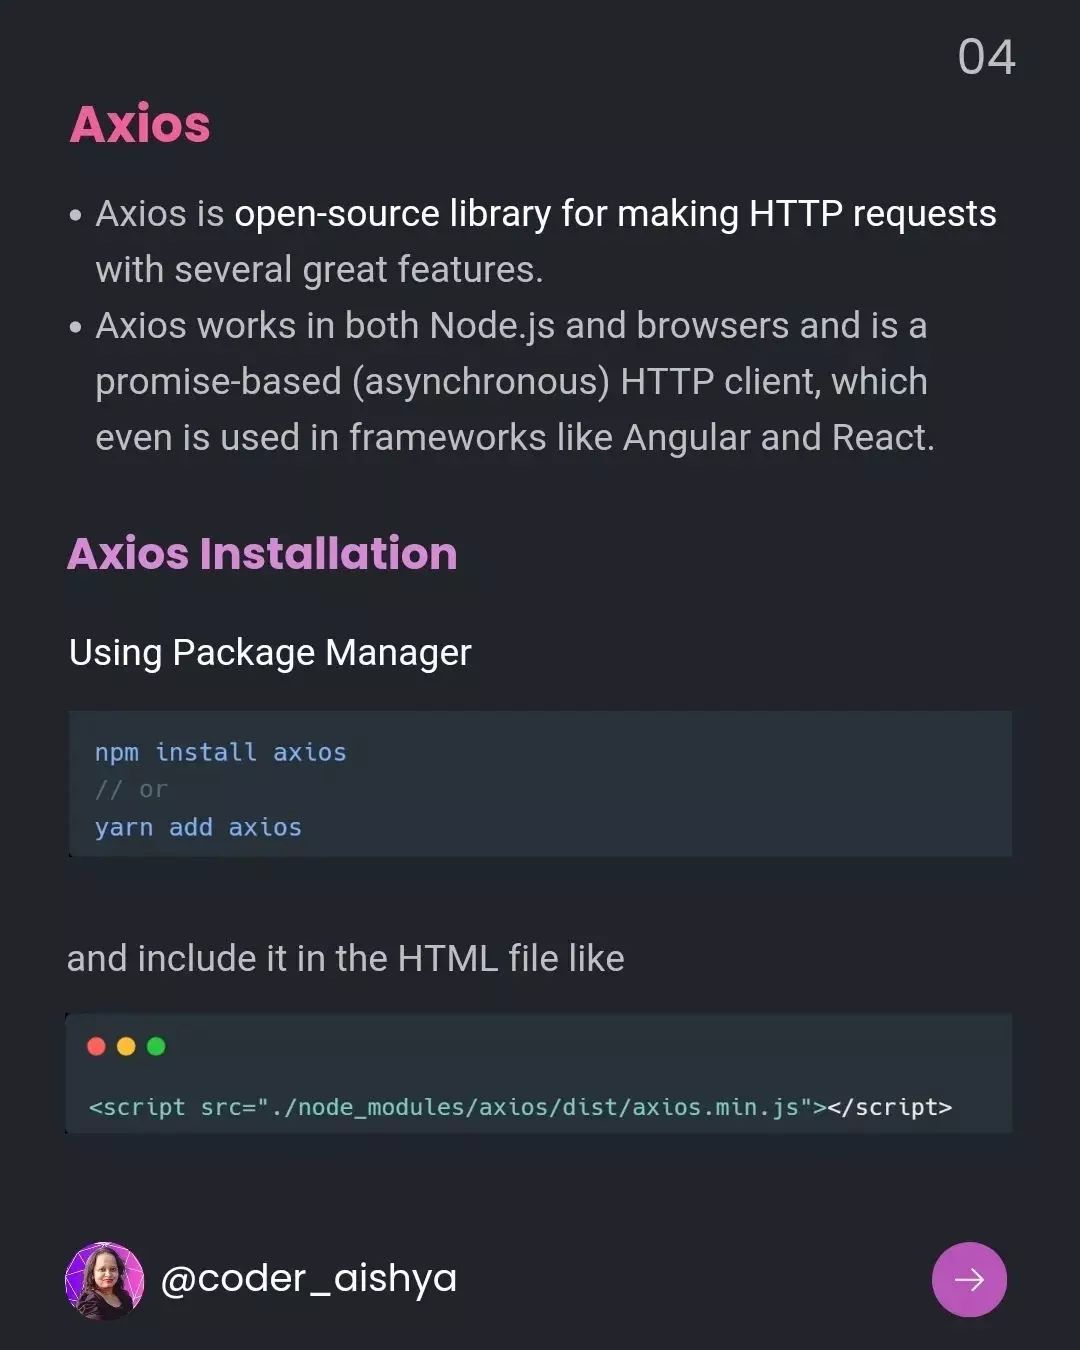 04
Axios
• Axios is open-source library for making HTTP requests
with several great features.
• Axios works in both Node.js and browsers and is a
promise-based (asynchronous) HTTP client, which
even is used in frameworks like Angular and React.
Axios Installation
Using Package Manager
npm install axios
// or
yarn add axios
and include it in the HTML file like
<script src="./node_modules/axios/dist/axios.min.js"></script>
@coder_aishya